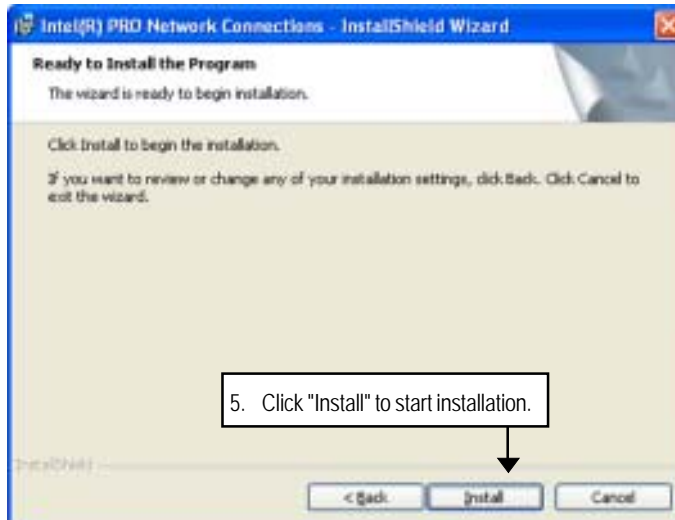 Intel(R) PRO Network Connections - InstallShield Wizard
Ready to Install the Program
The wizard is ready to begin installation.
Click Install to begin the installation.
If you want to review or change any of your installation settings, click Back. Click Cancel to
exit the wizard.
5. Click "Install" to start installation.
InstallShield
< Back
Install
Cancel